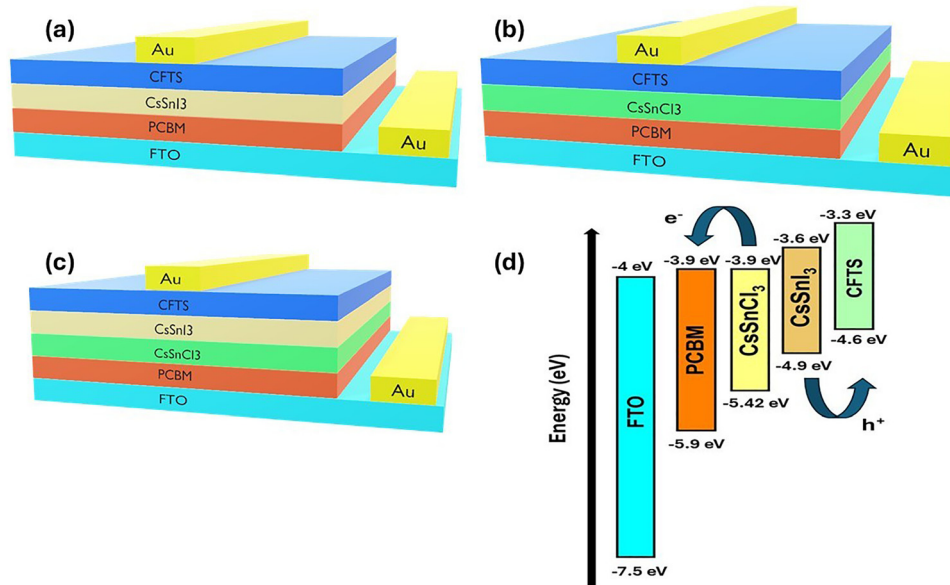 (a)
Au
CFTS
CsSnI3
PCBM
FTO
Au
(b)
Au
CFTS
CsSnCl3
PCBM
FTO
Au
(c)
Au
CFTS
CsSnI3
CsSnCl3
PCBM
FTO
Au
(d)
Energy (eV)
e-
h+
-4 eV
FTO
-7.5 eV
-3.9 eV
PCBM
-5.9 eV
-3.9 eV
CsSnCl₃
-5.42 eV
-3.6 eV
CsSnI₃
-4.9 eV
-3.3 eV
CFTS
-4.6 eV